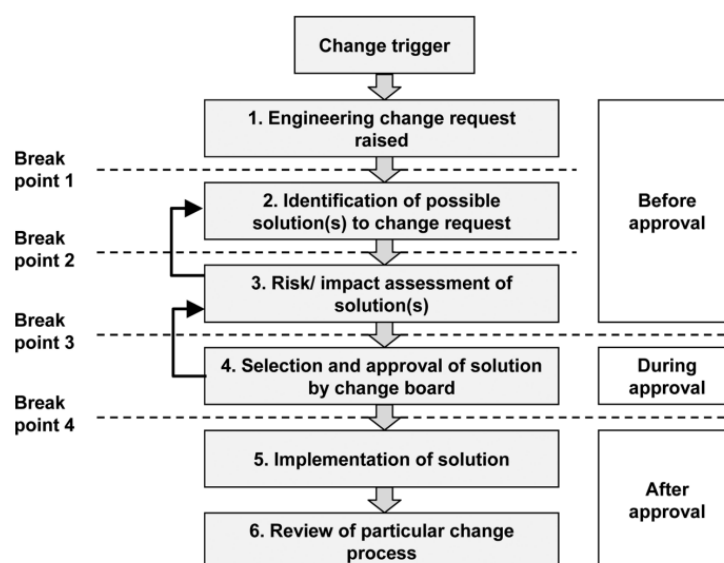 Change trigger
1. Engineering change request
raised
Break
point 1
2. Identification of possible
solution(s) to change request
Before
approval
Break
point 2
3. Risk/ impact assessment of
solution(s)
Break
point 3
4. Selection and approval of solution
by change board
During
approval
Break
point 4
5. Implementation of solution
After
approval
6. Review of particular change
process